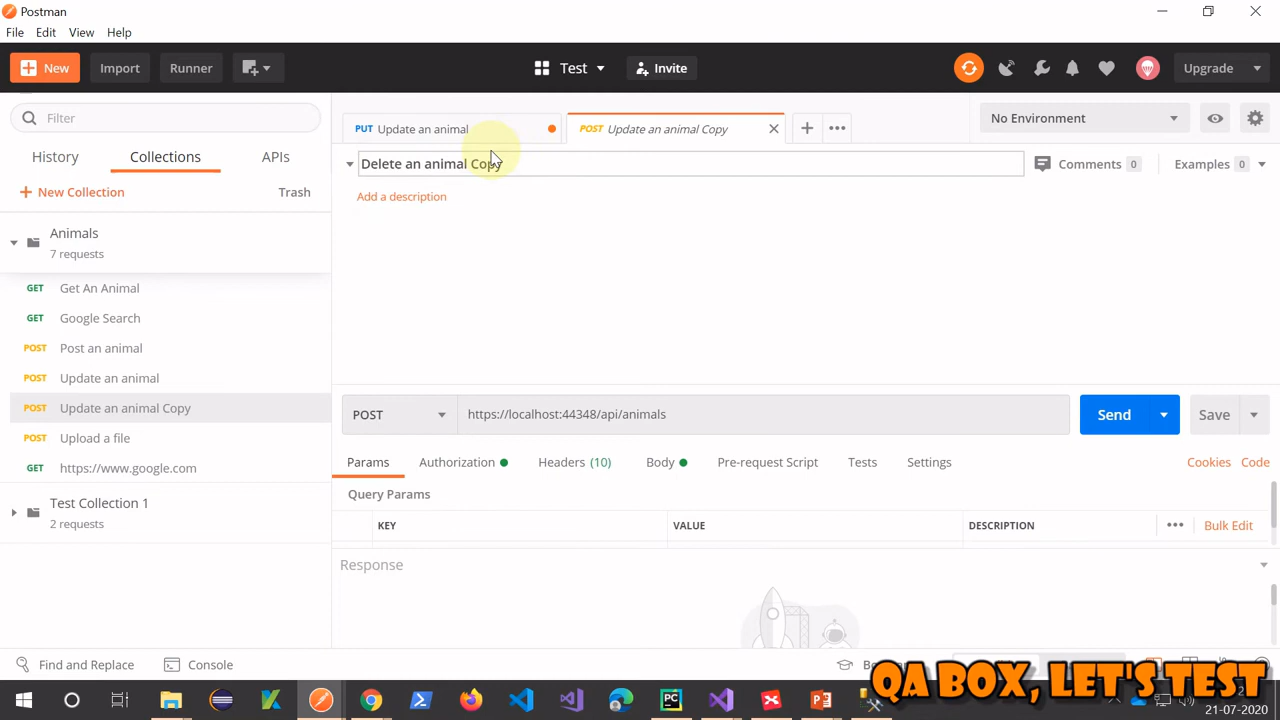 Postman
File Edit View Help
New Import Runner Test Invite Upgrade
Filter
History Collections APIs
New Collection Trash
Animals
7 requests
GET Get An Animal
GET Google Search
POST Post an animal
POST Update an animal
POST Update an animal Copy
POST Upload a file
GET https://www.google.com
Test Collection 1
2 requests
PUT Update an animal
POST Update an animal Copy
No Environment
Delete an animal Copy
Comments 0 Examples 0
Add a description
POST https://localhost:44348/api/animals Send Save
Params Authorization Headers (10) Body Pre-request Script Tests Settings Cookies Code
Query Params
KEY VALUE DESCRIPTION Bulk Edit
Response
Find and Replace Console
QA BOX, LET'S TEST
21-07-2020